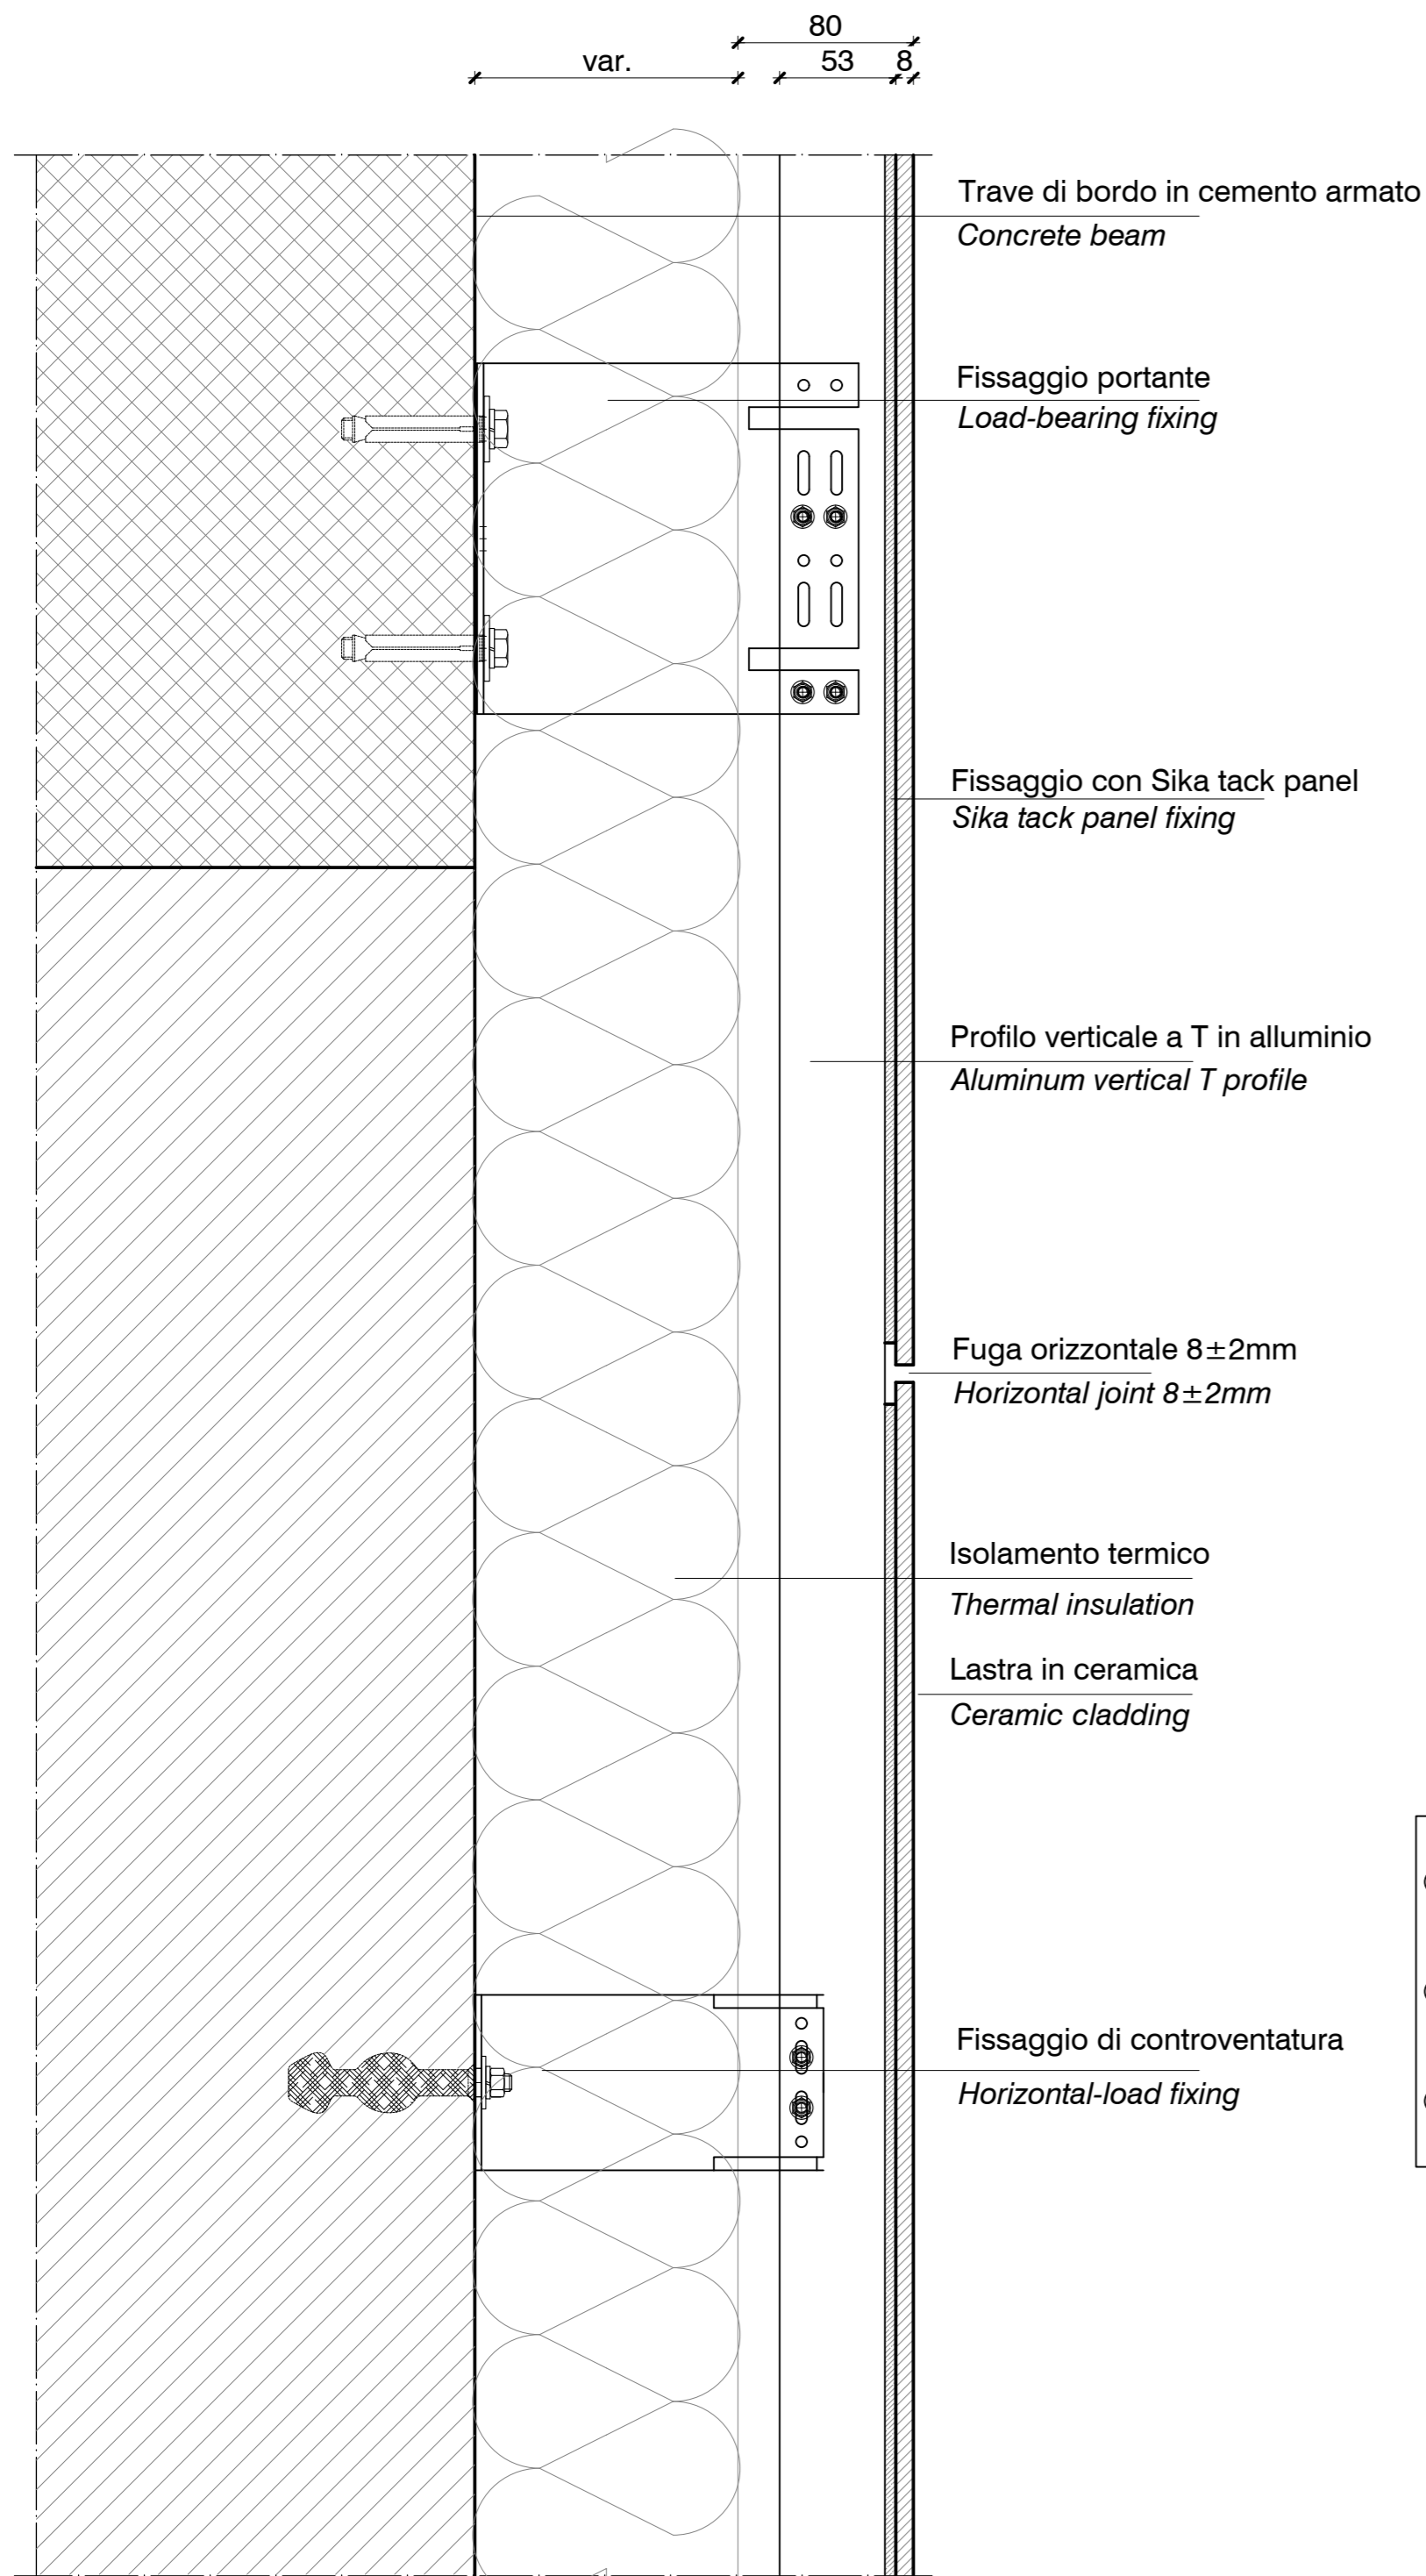 80
var.
53
8
Trave di bordo in cemento armato
Concrete beam
Fissaggio portante
Load-bearing fixing
Fissaggio con Sika tack panel
Sika tack panel fixing
Profilo verticale a T in alluminio
Aluminum vertical T profile
Fuga orizzontale 8±2mm
Horizontal joint 8±2mm
Isolamento termico
Thermal insulation
Lastra in ceramica
Ceramic cladding
Fissaggio di controventatura
Horizontal-load fixing